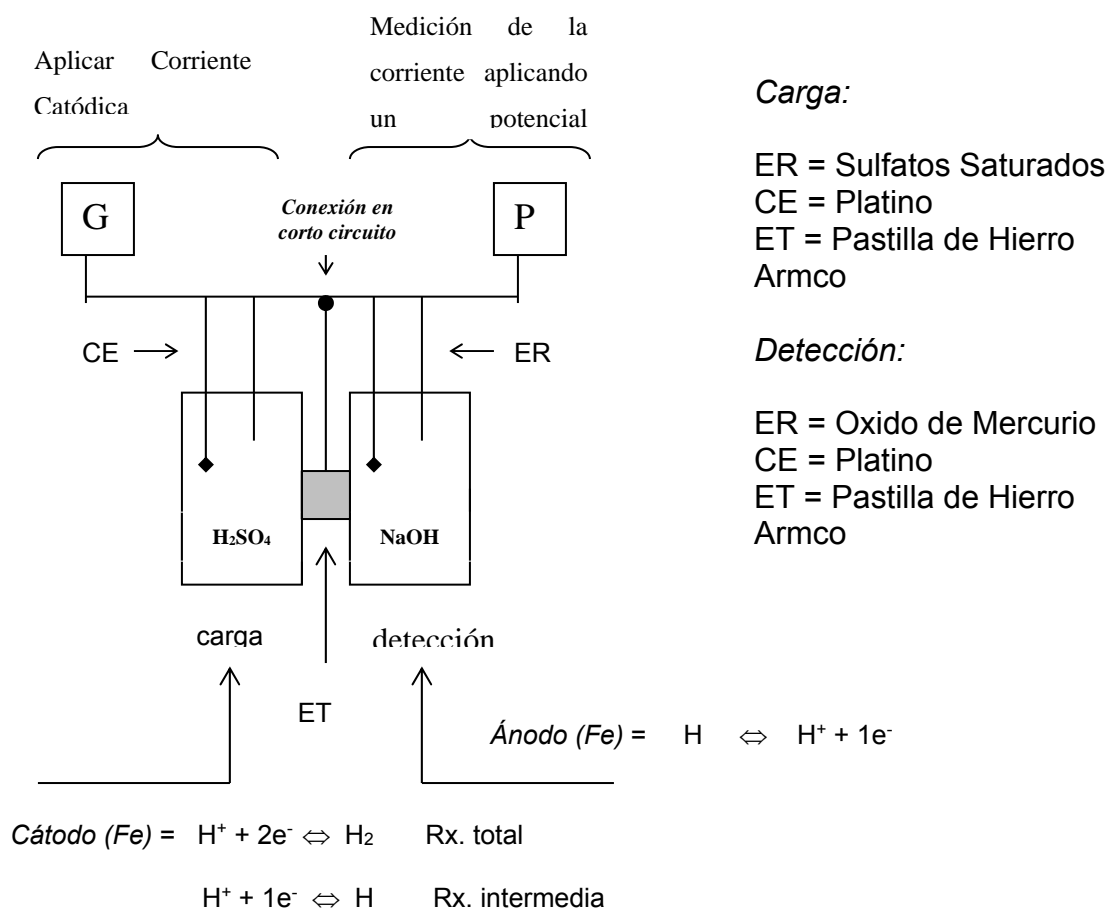 Aplicar Corriente
Catódica
Medición de la
corriente aplicando
un potencial
G
Conexión en
corto circuito
P
CE
ER
H₂SO₄
NaOH
carga
detección
ET
Carga:
ER = Sulfatos Saturados
CE = Platino
ET = Pastilla de Hierro
Armco
Detección:
ER = Oxido de Mercurio
CE = Platino
ET = Pastilla de Hierro
Armco
Ánodo (Fe) = H ⇔ H⁺ + 1e⁻
Cátodo (Fe) = H⁺ + 2e⁻ ⇔ H₂ Rx. total
H⁺ + 1e⁻ ⇔ H Rx. intermedia